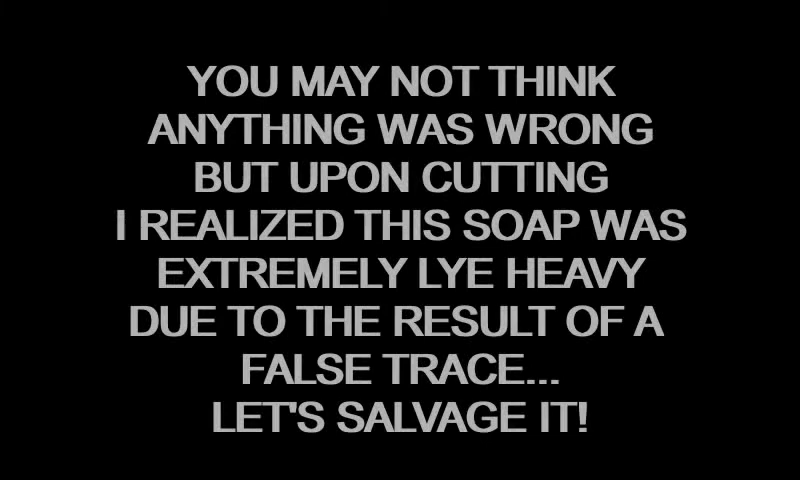 YOU MAY NOT THINK
ANYTHING WAS WRONG
BUT UPON CUTTING
I REALIZED THIS SOAP WAS
EXTREMELY LYE HEAVY
DUE TO THE RESULT OF A
FALSE TRACE...
LET'S SALVAGE IT!